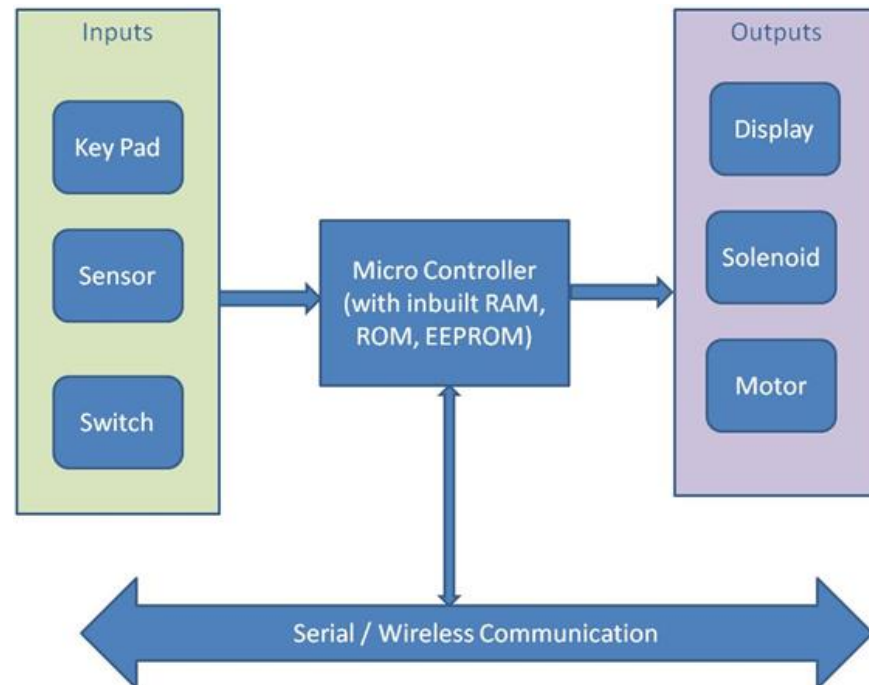 Inputs
Key Pad
Sensor
Switch
Micro Controller
(with inbuilt RAM,
ROM, EEPROM)
Outputs
Display
Solenoid
Motor
Serial / Wireless Communication